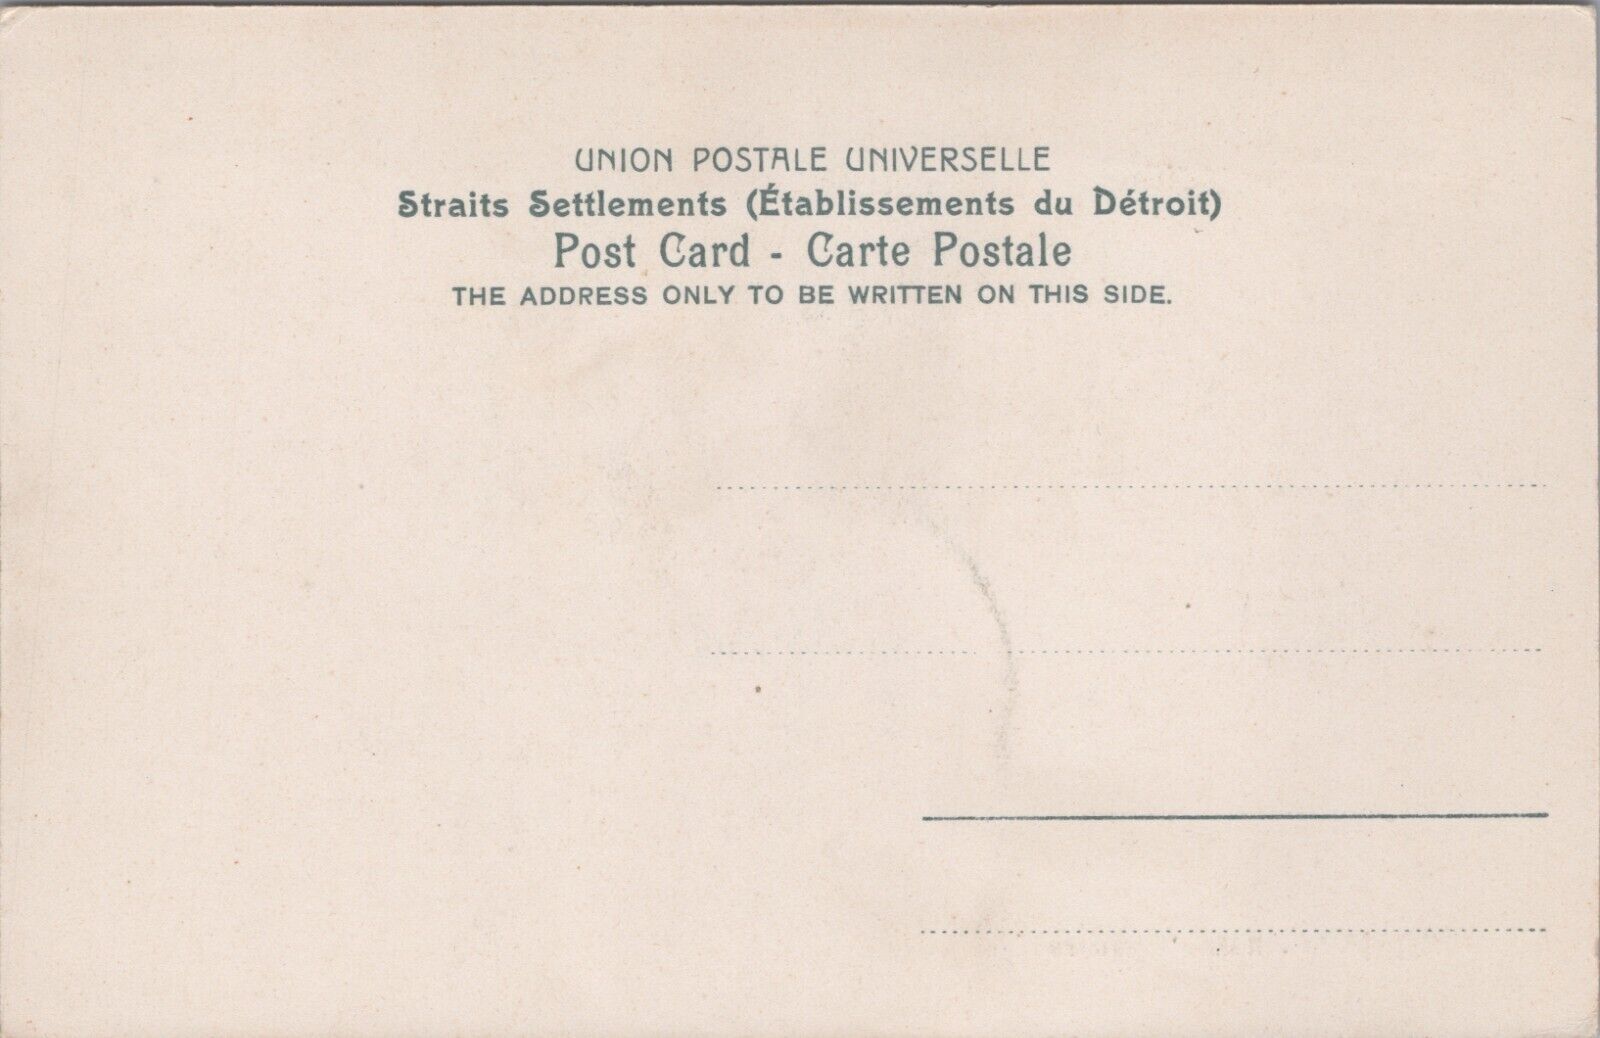 UNION POSTALE UNIVERSELLE
Straits Settlements (Établissements du Détroit)
Post Card - Carte Postale
THE ADDRESS ONLY TO BE WRITTEN ON THIS SIDE.